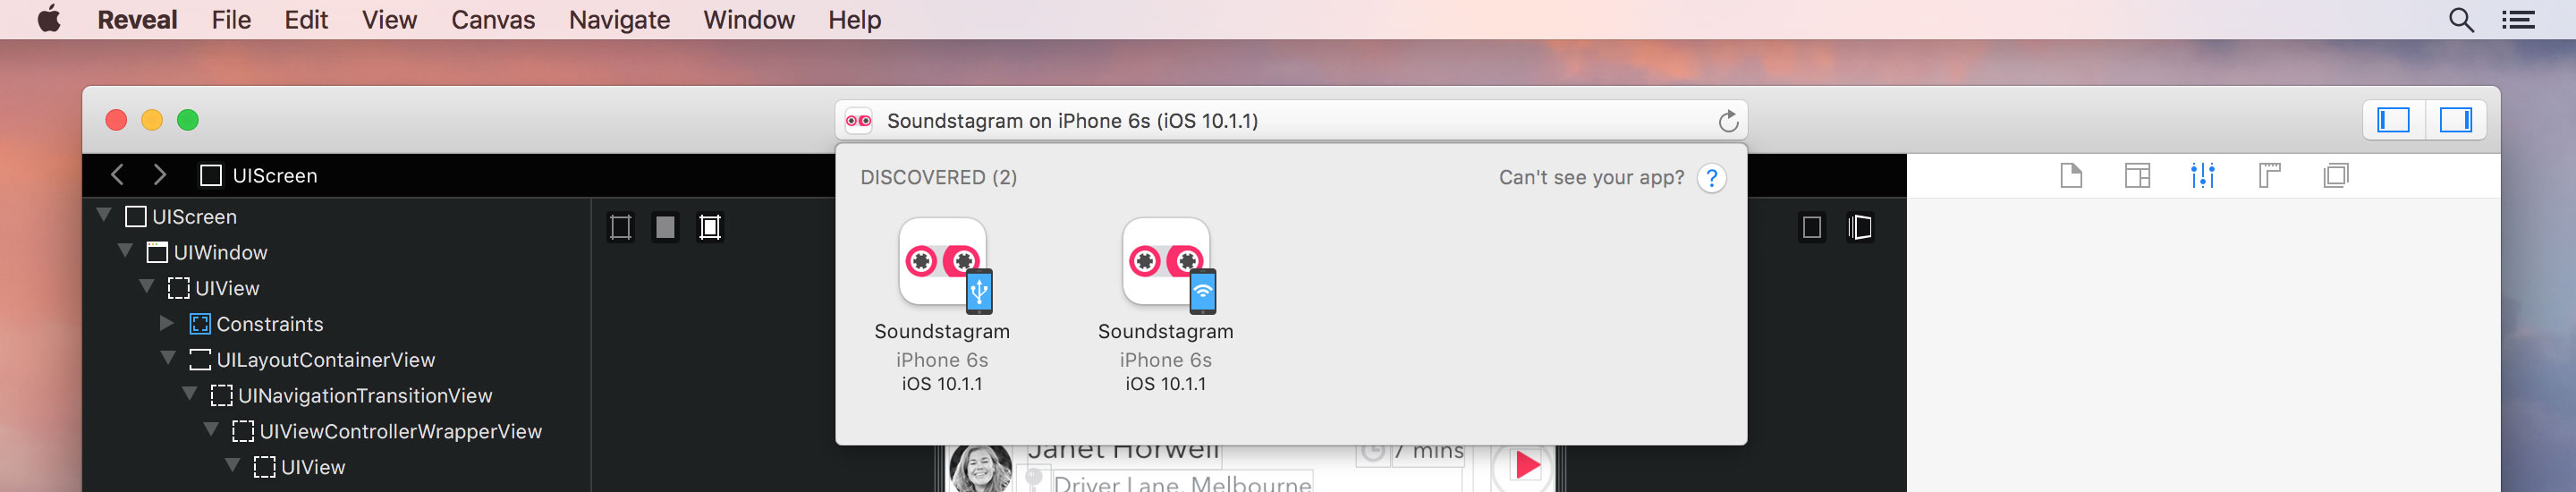 Reveal File Edit View Canvas Navigate Window Help
Soundstagram on iPhone 6s (iOS 10.1.1)
UIScreen
DISCOVERED (2)
Can't see your app? ?
UIScreen
UIWindow
UIView
Constraints
UILayoutContainerView
UINavigationTransitionView
UIViewControllerWrapperView
UIView
Soundstagram
iPhone 6s
iOS 10.1.1
Soundstagram
iPhone 6s
iOS 10.1.1
Janet Horwell
7 mins
Driver Lane, Melbourne